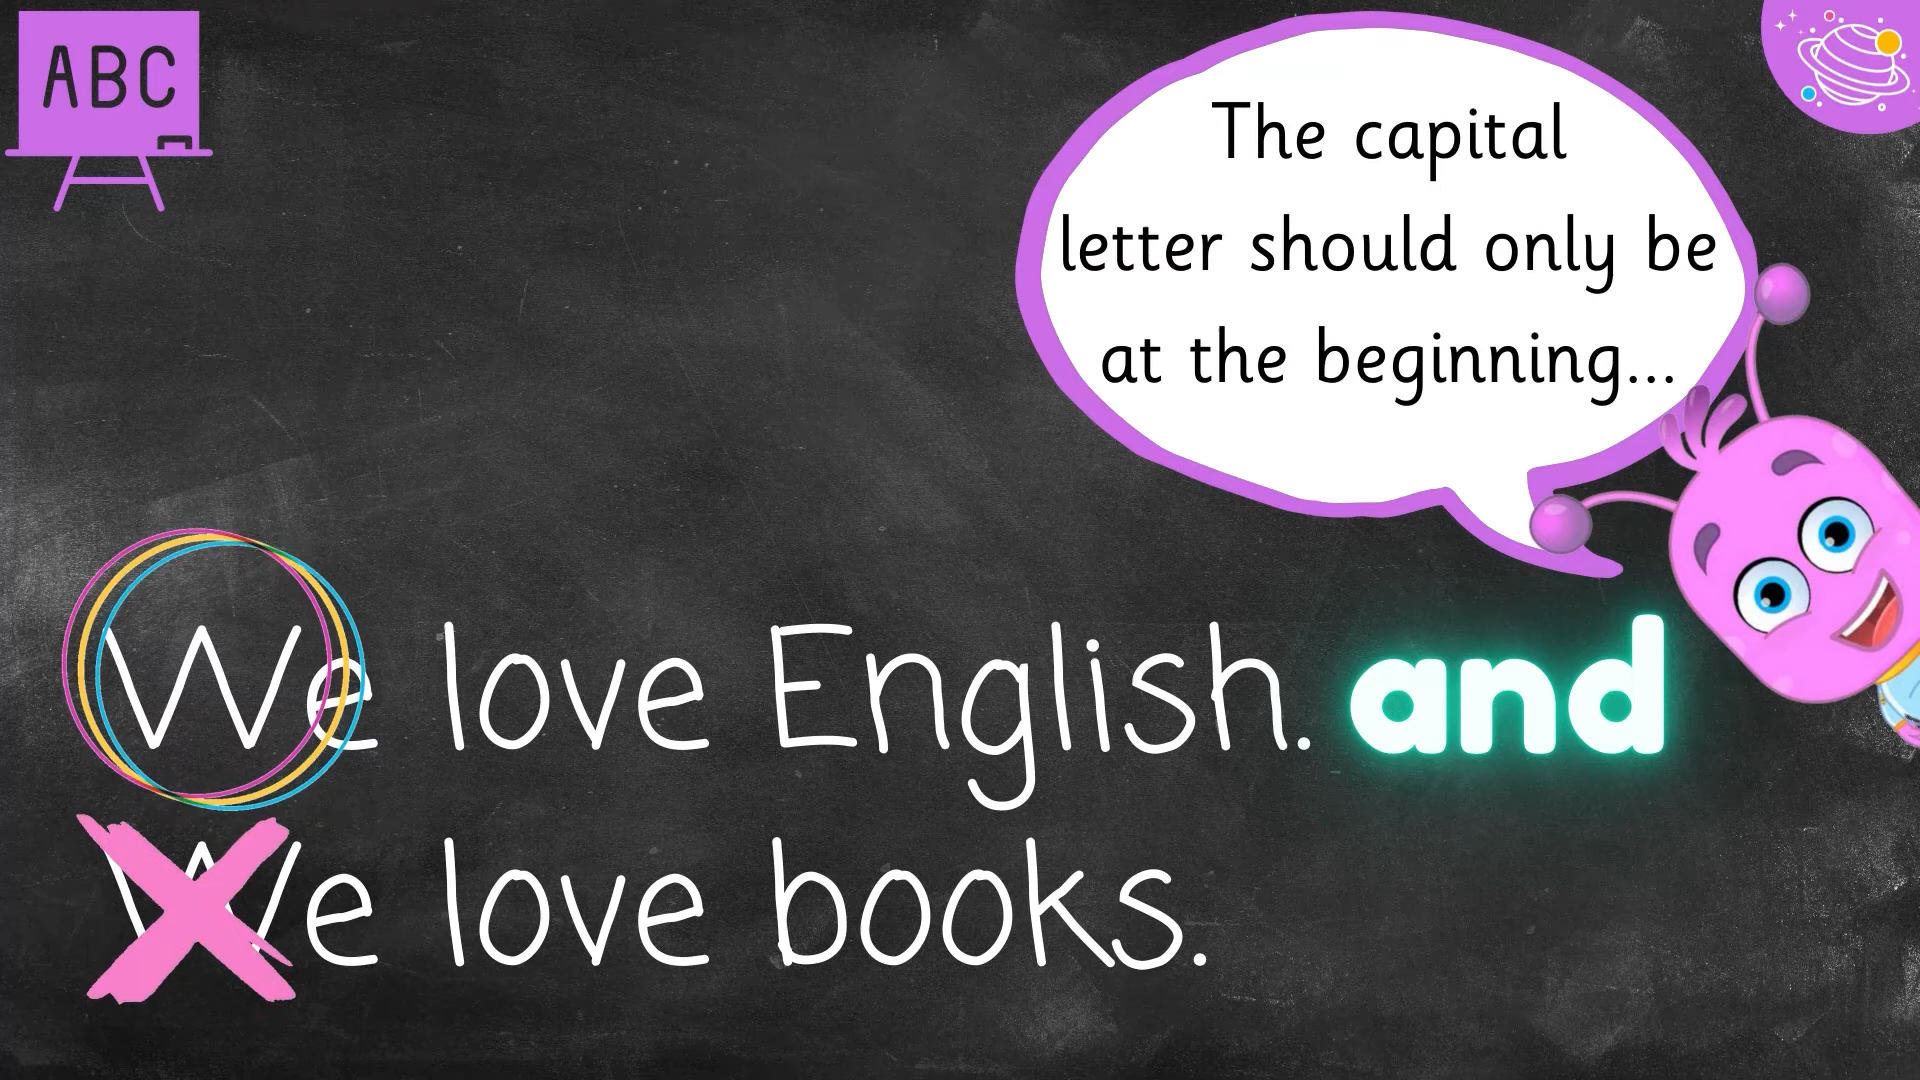 ABC
The capital
letter should only be
at the beginning...
We love English. and
We love books.